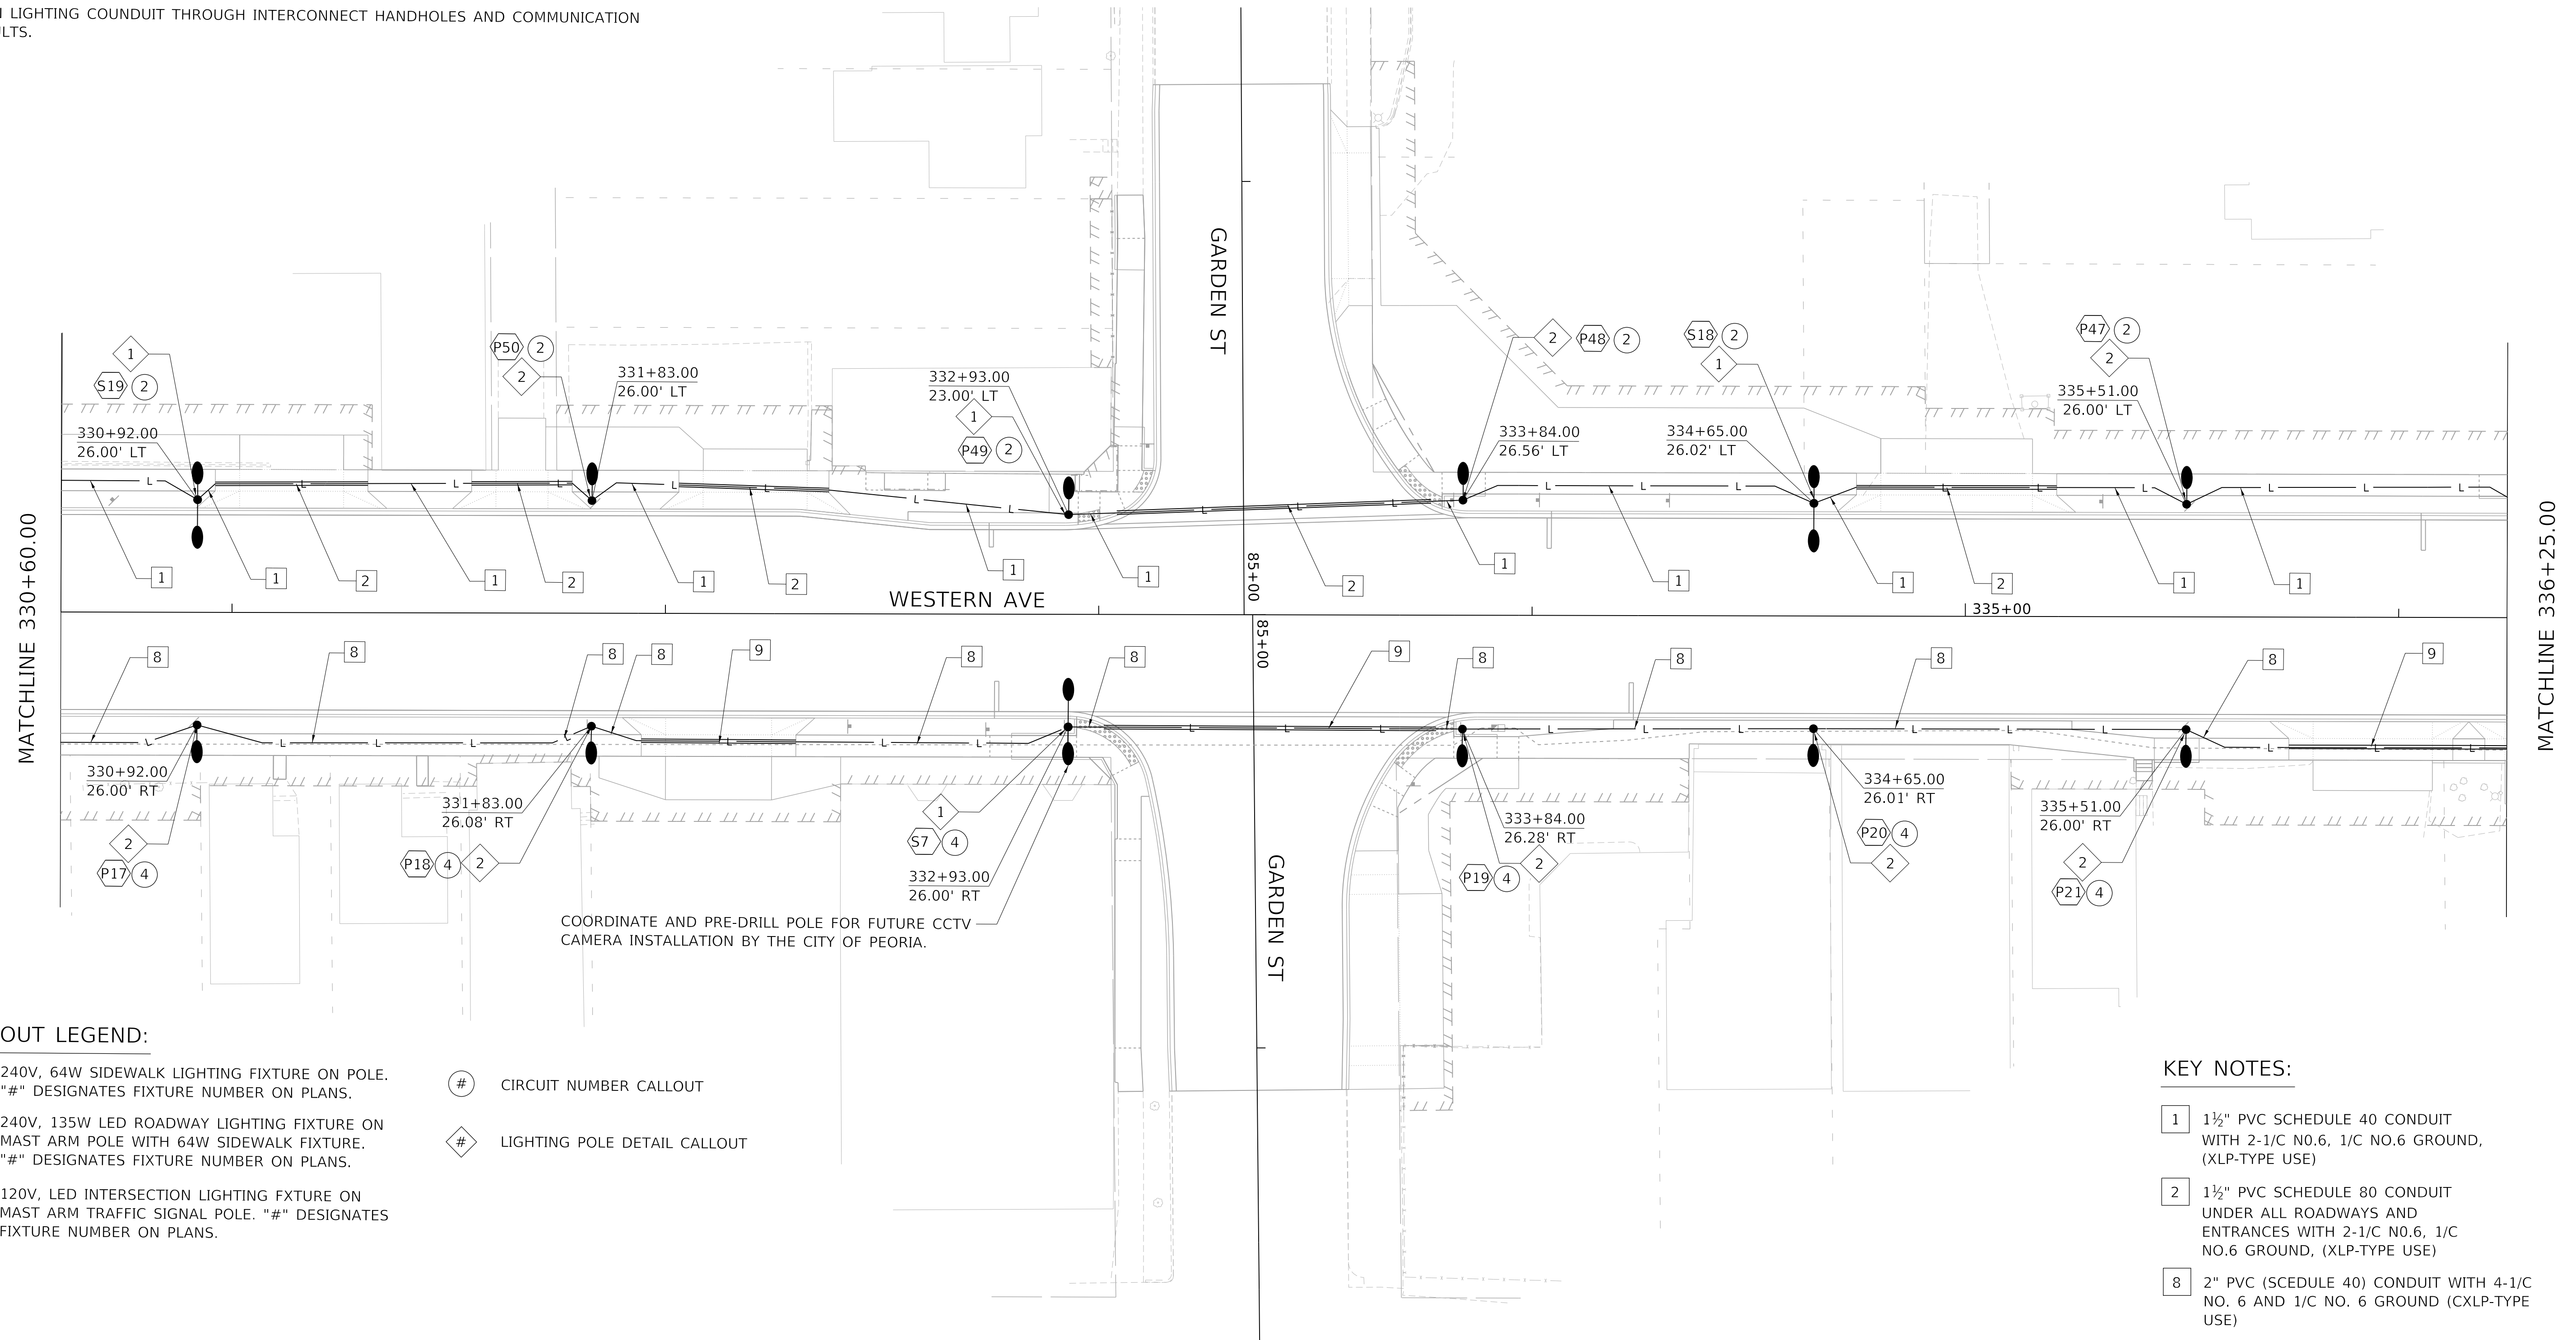 LIGHTING COUNDUIT THROUGH INTERCONNECT HANDHOLES AND COMMUNICATION
LTS.
GARDEN ST
1
S19 2
330+92.00
26.00' LT
P50 2
2
331+83.00
26.00' LT
332+93.00
23.00' LT
1
P49 2
2 P48 2
333+84.00
26.56' LT
S18 2
1
334+65.00
26.02' LT
P47 2
2
335+51.00
26.00' LT
L L L L L L L L L L L L L L L L L L L L L L L
1 1 2 1 2 1 2 1 1 2 1 1 1 2 1 1
MATCHLINE 330+60.00
WESTERN AVE
85+00
335+00
MATCHLINE 336+25.00
85+00
8 8 8 8 9 8 8 9 8 8 8 8 9
L L L L L L L L L L L L L L L L L L L L
330+92.00
26.00' RT
2
P17 4
331+83.00
26.08' RT
P18 4 2
1
S7 4
332+93.00
26.00' RT
333+84.00
26.28' RT
P19 4 2
334+65.00
26.01' RT
P20 4
2
335+51.00
26.00' RT
2
P21 4
COORDINATE AND PRE-DRILL POLE FOR FUTURE CCTV
CAMERA INSTALLATION BY THE CITY OF PEORIA.
GARDEN ST
OUT LEGEND:
240V, 64W SIDEWALK LIGHTING FIXTURE ON POLE.
"#" DESIGNATES FIXTURE NUMBER ON PLANS.
240V, 135W LED ROADWAY LIGHTING FIXTURE ON
MAST ARM POLE WITH 64W SIDEWALK FIXTURE.
"#" DESIGNATES FIXTURE NUMBER ON PLANS.
120V, LED INTERSECTION LIGHTING FXTURE ON
MAST ARM TRAFFIC SIGNAL POLE. "#" DESIGNATES
FIXTURE NUMBER ON PLANS.
# CIRCUIT NUMBER CALLOUT
# LIGHTING POLE DETAIL CALLOUT
KEY NOTES:
1 1½" PVC SCHEDULE 40 CONDUIT
WITH 2-1/C N0.6, 1/C NO.6 GROUND,
(XLP-TYPE USE)
2 1½" PVC SCHEDULE 80 CONDUIT
UNDER ALL ROADWAYS AND
ENTRANCES WITH 2-1/C N0.6, 1/C
NO.6 GROUND, (XLP-TYPE USE)
8 2" PVC (SCEDULE 40) CONDUIT WITH 4-1/C
NO. 6 AND 1/C NO. 6 GROUND (CXLP-TYPE
USE)